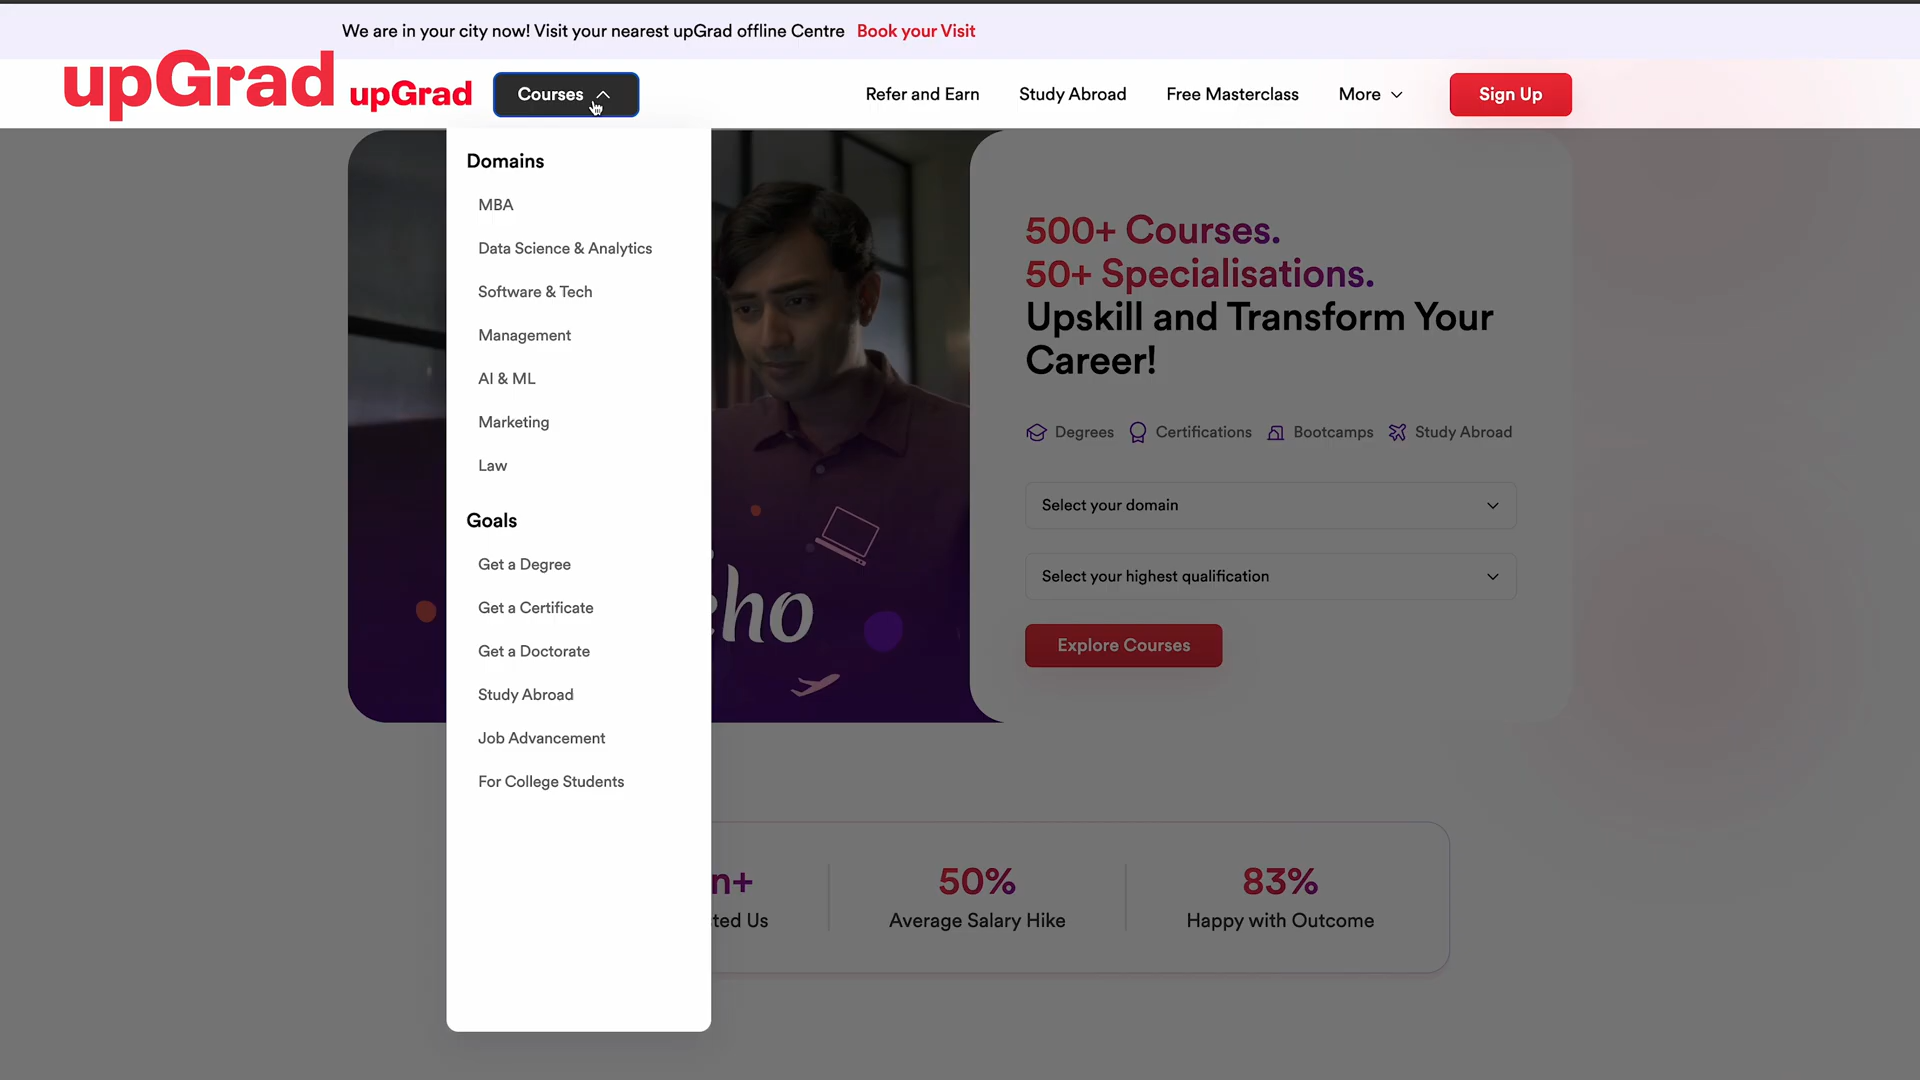 We are in your city now! Visit your nearest upGrad offline Centre Book your Visit
upGrad
upGrad
Courses
Refer and Earn
Study Abroad
Free Masterclass
More
Sign Up
Domains
MBA
Data Science & Analytics
Software & Tech
Management
AI & ML
Marketing
Law
Goals
Get a Degree
Get a Certificate
Get a Doctorate
Study Abroad
Job Advancement
For College Students
500+ Courses.
50+ Specialisations.
Upskill and Transform Your
Career!
Degrees
Certifications
Bootcamps
Study Abroad
Select your domain
Select your highest qualification
Explore Courses
50%
Average Salary Hike
83%
Happy with Outcome
Us